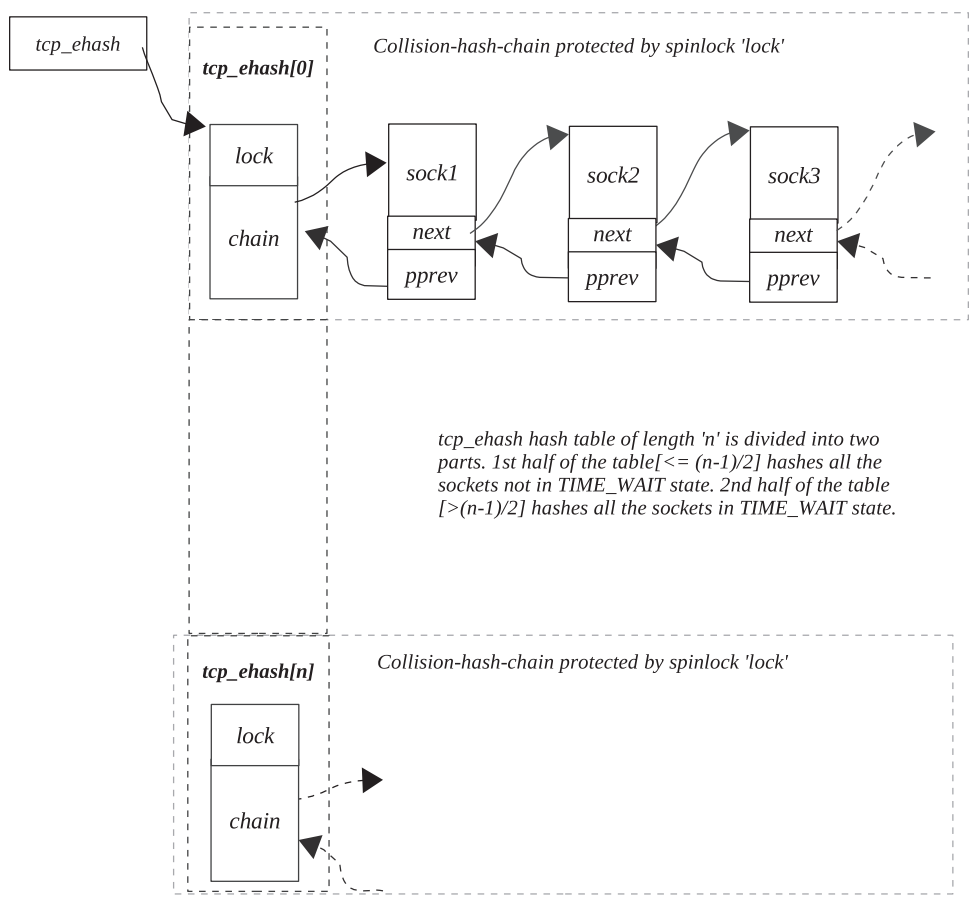 tcp_ehash
Collision-hash-chain protected by spinlock 'lock'
tcp_ehash[0]
lock
chain
sock1
next
pprev
sock2
next
pprev
sock3
next
pprev
tcp_ehash hash table of length 'n' is divided into two
parts. 1st half of the table[<= (n-1)/2] hashes all the
sockets not in TIME_WAIT state. 2nd half of the table
[>(n-1)/2] hashes all the sockets in TIME_WAIT state.
Collision-hash-chain protected by spinlock 'lock'
tcp_ehash[n]
lock
chain